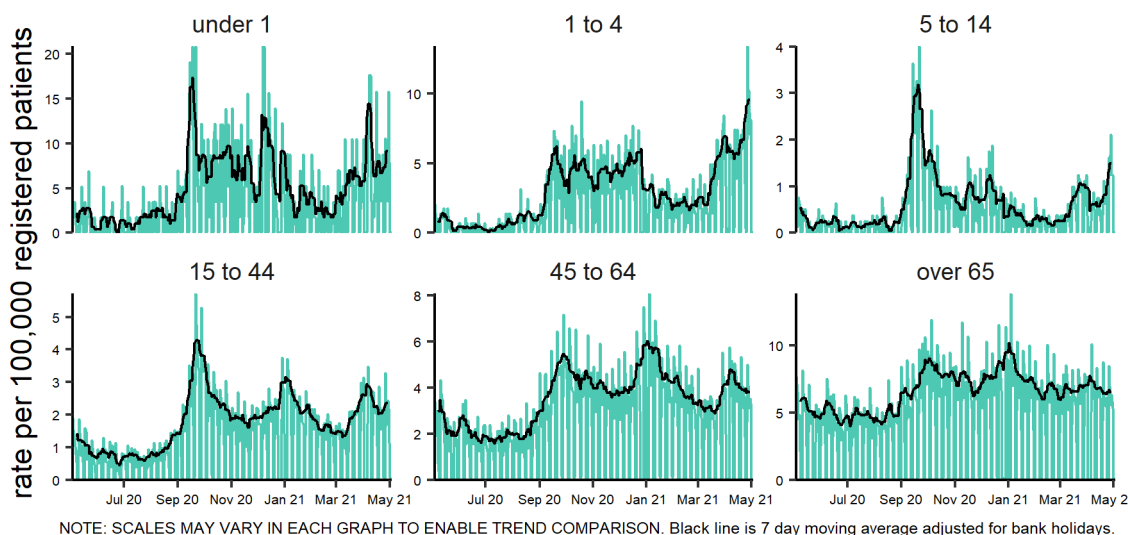 rate per 100,000 registered patients
under 1
1 to 4
5 to 14
20
15
10
5
0
10
5
0
4
3
2
1
0
15 to 44
45 to 64
over 65
5
4
3
2
1
0
8
6
4
2
0
10
5
0
Jul 20 Sep 20 Nov 20 Jan 21 Mar 21 May 21
Jul 20 Sep 20 Nov 20 Jan 21 Mar 21 May 21
Jul 20 Sep 20 Nov 20 Jan 21 Mar 21 May 2
NOTE: SCALES MAY VARY IN EACH GRAPH TO ENABLE TREND COMPARISON. Black line is 7 day moving average adjusted for bank holidays.